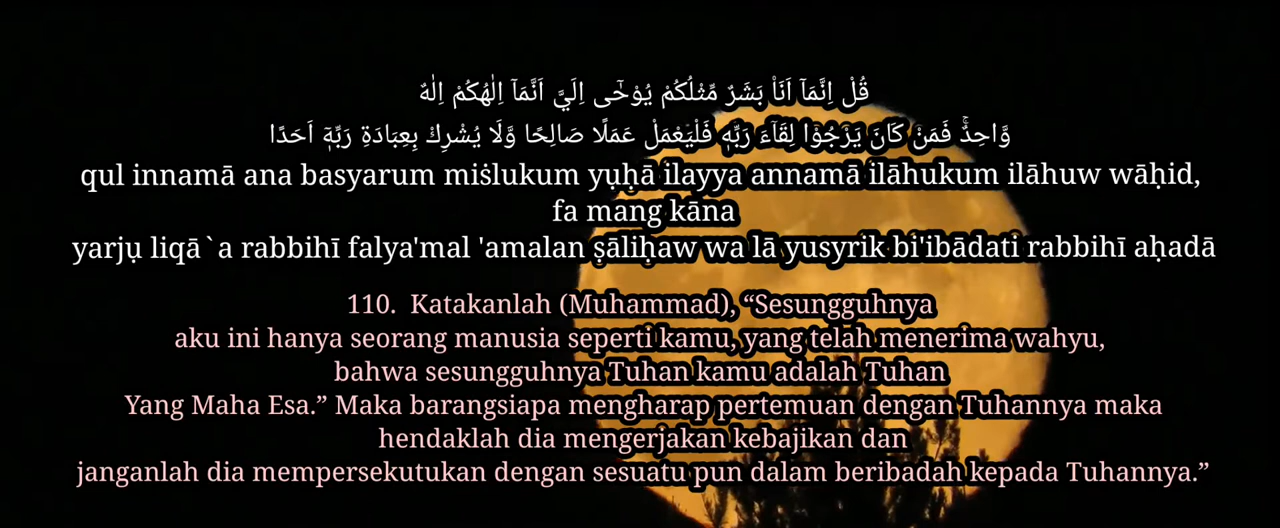 قُلْ اِنَّمَآ اَنَا۠ بَشَرٌ مِّثْلُكُمْ يُوْحٰٓى اِلَيَّ اَنَّمَآ اِلٰهُكُمْ اِلٰهٌ
وَّاحِدٌۚ فَمَنْ كَانَ يَرْجُوْا لِقَاۤءَ رَبِّهٖ فَلْيَعْمَلْ عَمَلًا صَالِحًا وَّلَا يُشْرِكْ بِعِبَادَةِ رَبِّهٖٓ اَحَدًا
qul innamā ana basyarum miṡlukum yụḥā ilayya annamā ilāhukum ilāhuw wāḥid,
fa mang kāna
yarjụ liqā`a rabbihī falya'mal 'amalan ṣāliḥaw wa lā yusyrik bi'ibādati rabbihī aḥadā
110. Katakanlah (Muhammad), “Sesungguhnya
aku ini hanya seorang manusia seperti kamu, yang telah menerima wahyu,
bahwa sesungguhnya Tuhan kamu adalah Tuhan
Yang Maha Esa.” Maka barangsiapa mengharap pertemuan dengan Tuhannya maka
hendaklah dia mengerjakan kebajikan dan
janganlah dia mempersekutukan dengan sesuatu pun dalam beribadah kepada Tuhannya.”